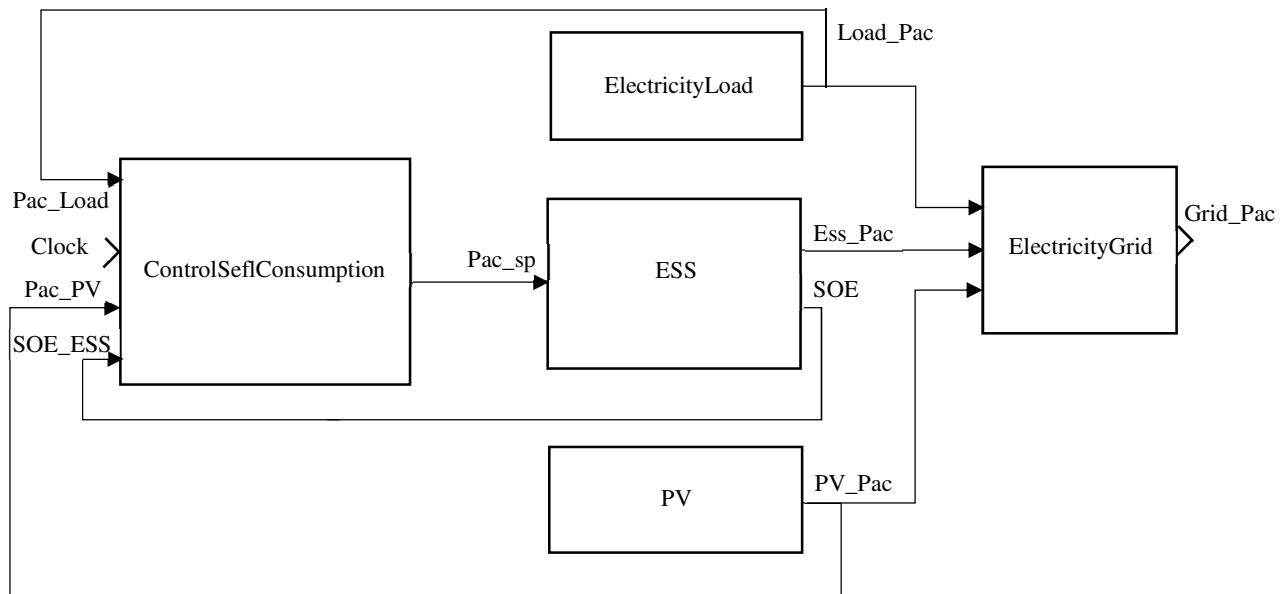 Load_Pac
ElectricityLoad
Pac_Load
Grid_Pac
Ess_Pac
Clock
ElectricityGrid
Pac_sp
ControlSeflConsumption
ESS
Pac_PV
SOE
SOE_ESS
PV_Pac
PV